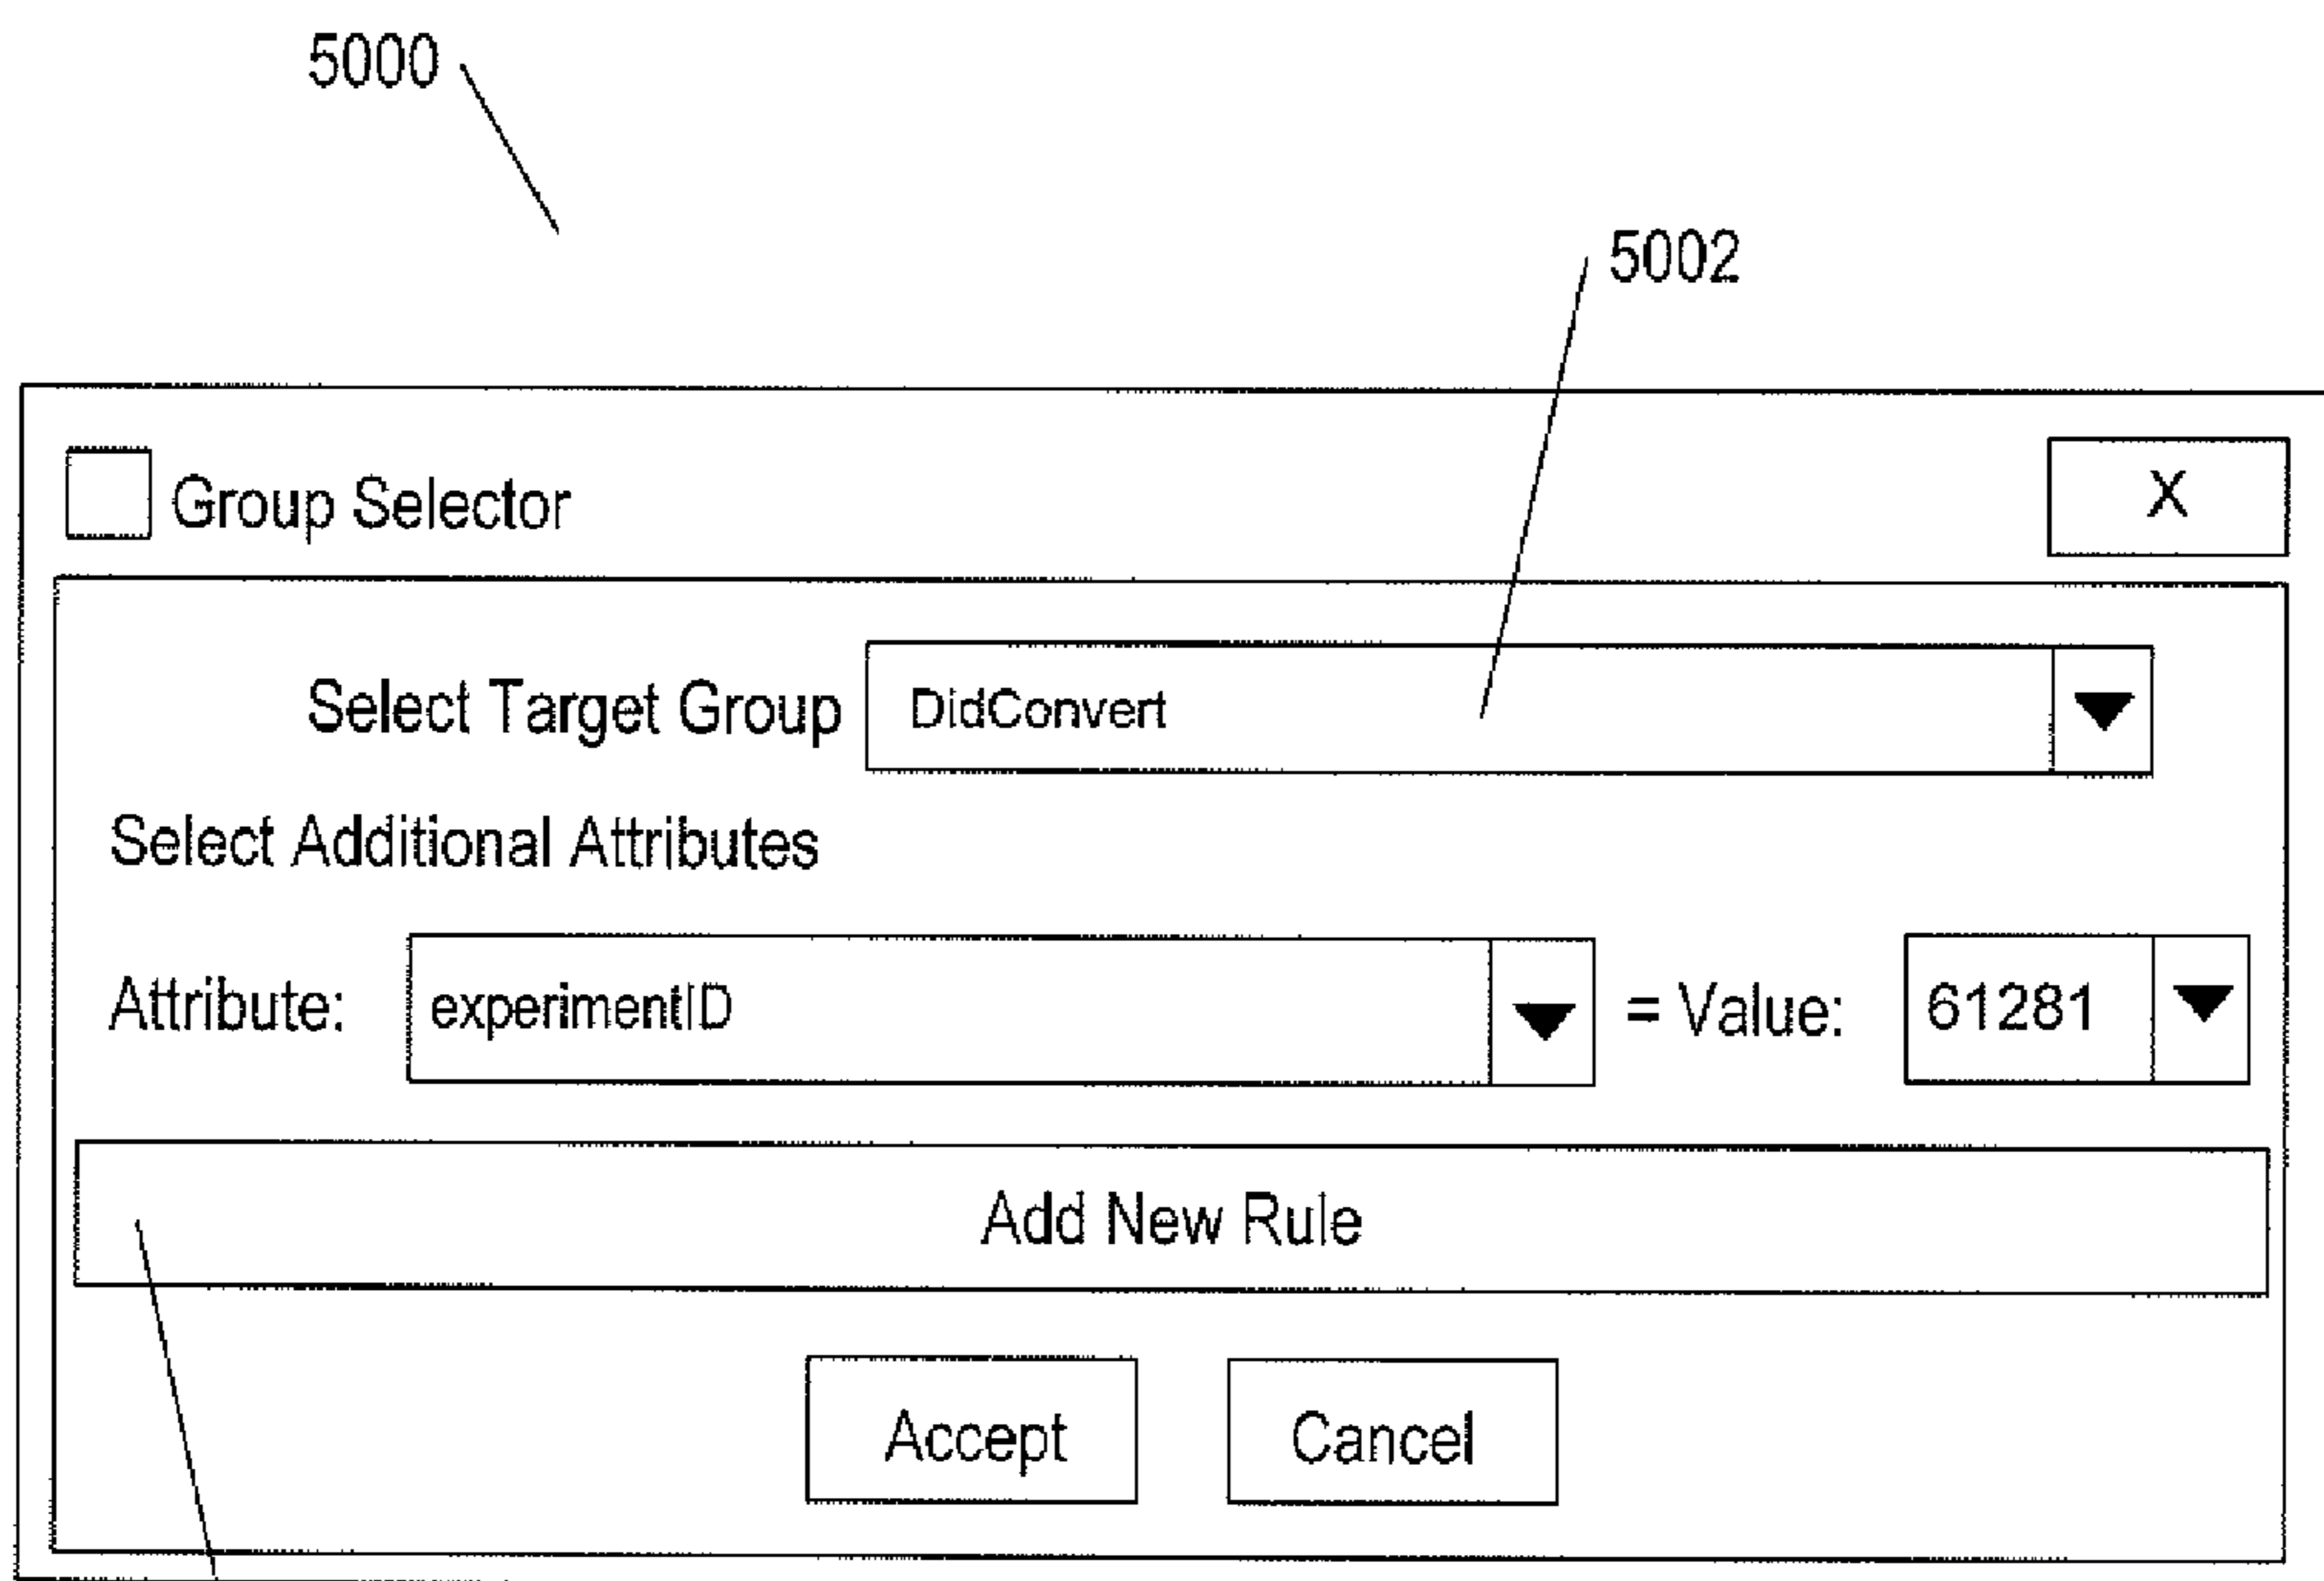 5000
5002
Group Selector X
Select Target Group DidConvert
Select Additional Attributes
Attribute: experimentID = Value: 61281
Add New Rule
Accept Cancel